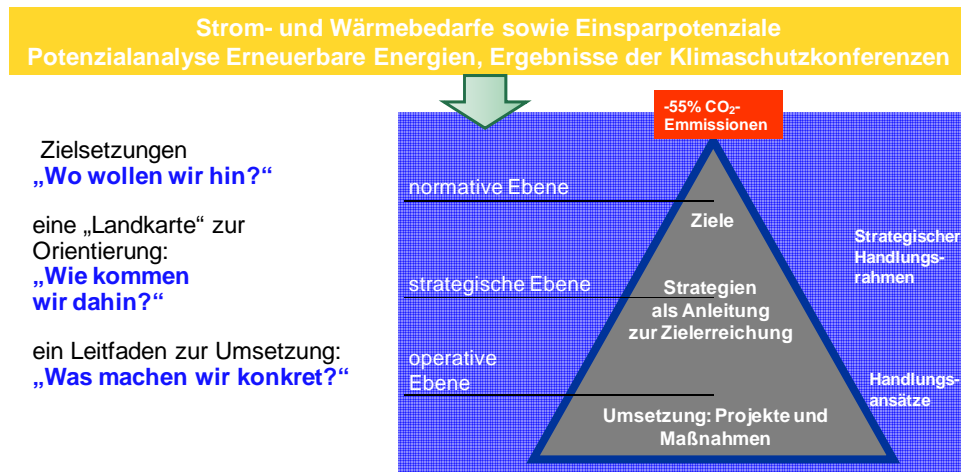 Strom- und Wärmebedarfe sowie Einsparpotenziale
Potenzialanalyse Erneuerbare Energien, Ergebnisse der Klimaschutzkonferenzen
Zielsetzungen
„Wo wollen wir hin?“
eine „Landkarte“ zur
Orientierung:
„Wie kommen
wir dahin?“
ein Leitfaden zur Umsetzung:
„Was machen wir konkret?“
-55% CO₂-
Emmissionen
normative Ebene
Ziele
strategische Ebene
Strategien
als Anleitung
zur Zielerreichung
operative
Ebene
Umsetzung: Projekte und
Maßnahmen
Strategischer
Handlungs-
rahmen
Handlungs-
ansätze